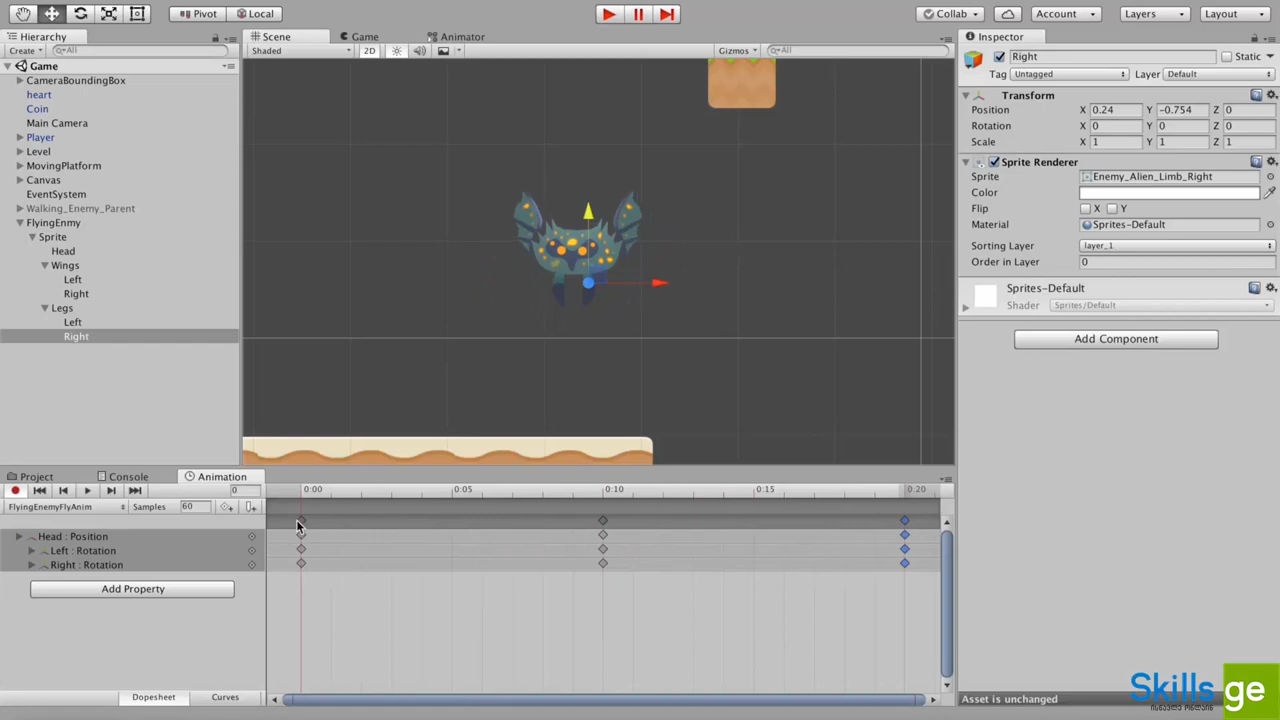 Pivot Local Collab Account Layers Layout
Hierarchy Scene Game Animator Inspector
Create All Shaded 2D Gizmos All
Game
CameraBoundingBox
heart
Coin
Main Camera
Player
Level
MovingPlatform
Canvas
EventSystem
Walking_Enemy_Parent
FlyingEnmy
Sprite
Head
Wings
Left
Right
Legs
Left
Right
Right Static
Tag Untagged Layer Default
Transform
Position X 0.24 Y -0.754 Z 0
Rotation X 0 Y 0 Z 0
Scale X 1 Y 1 Z 1
Sprite Renderer
Sprite Enemy_Alien_Limb_Right
Color
Flip X Y
Material Sprites-Default
Sorting Layer layer_1
Order in Layer 0
Sprites-Default
Shader Sprites/Default
Add Component
Project Console Animation
0 0:00 0:05 0:10 0:15 0:20
FlyingEnemyFlyAnim Samples 60
Head : Position
Left : Rotation
Right : Rotation
Add Property
Dopesheet Curves
Asset is unchanged
Skills ge